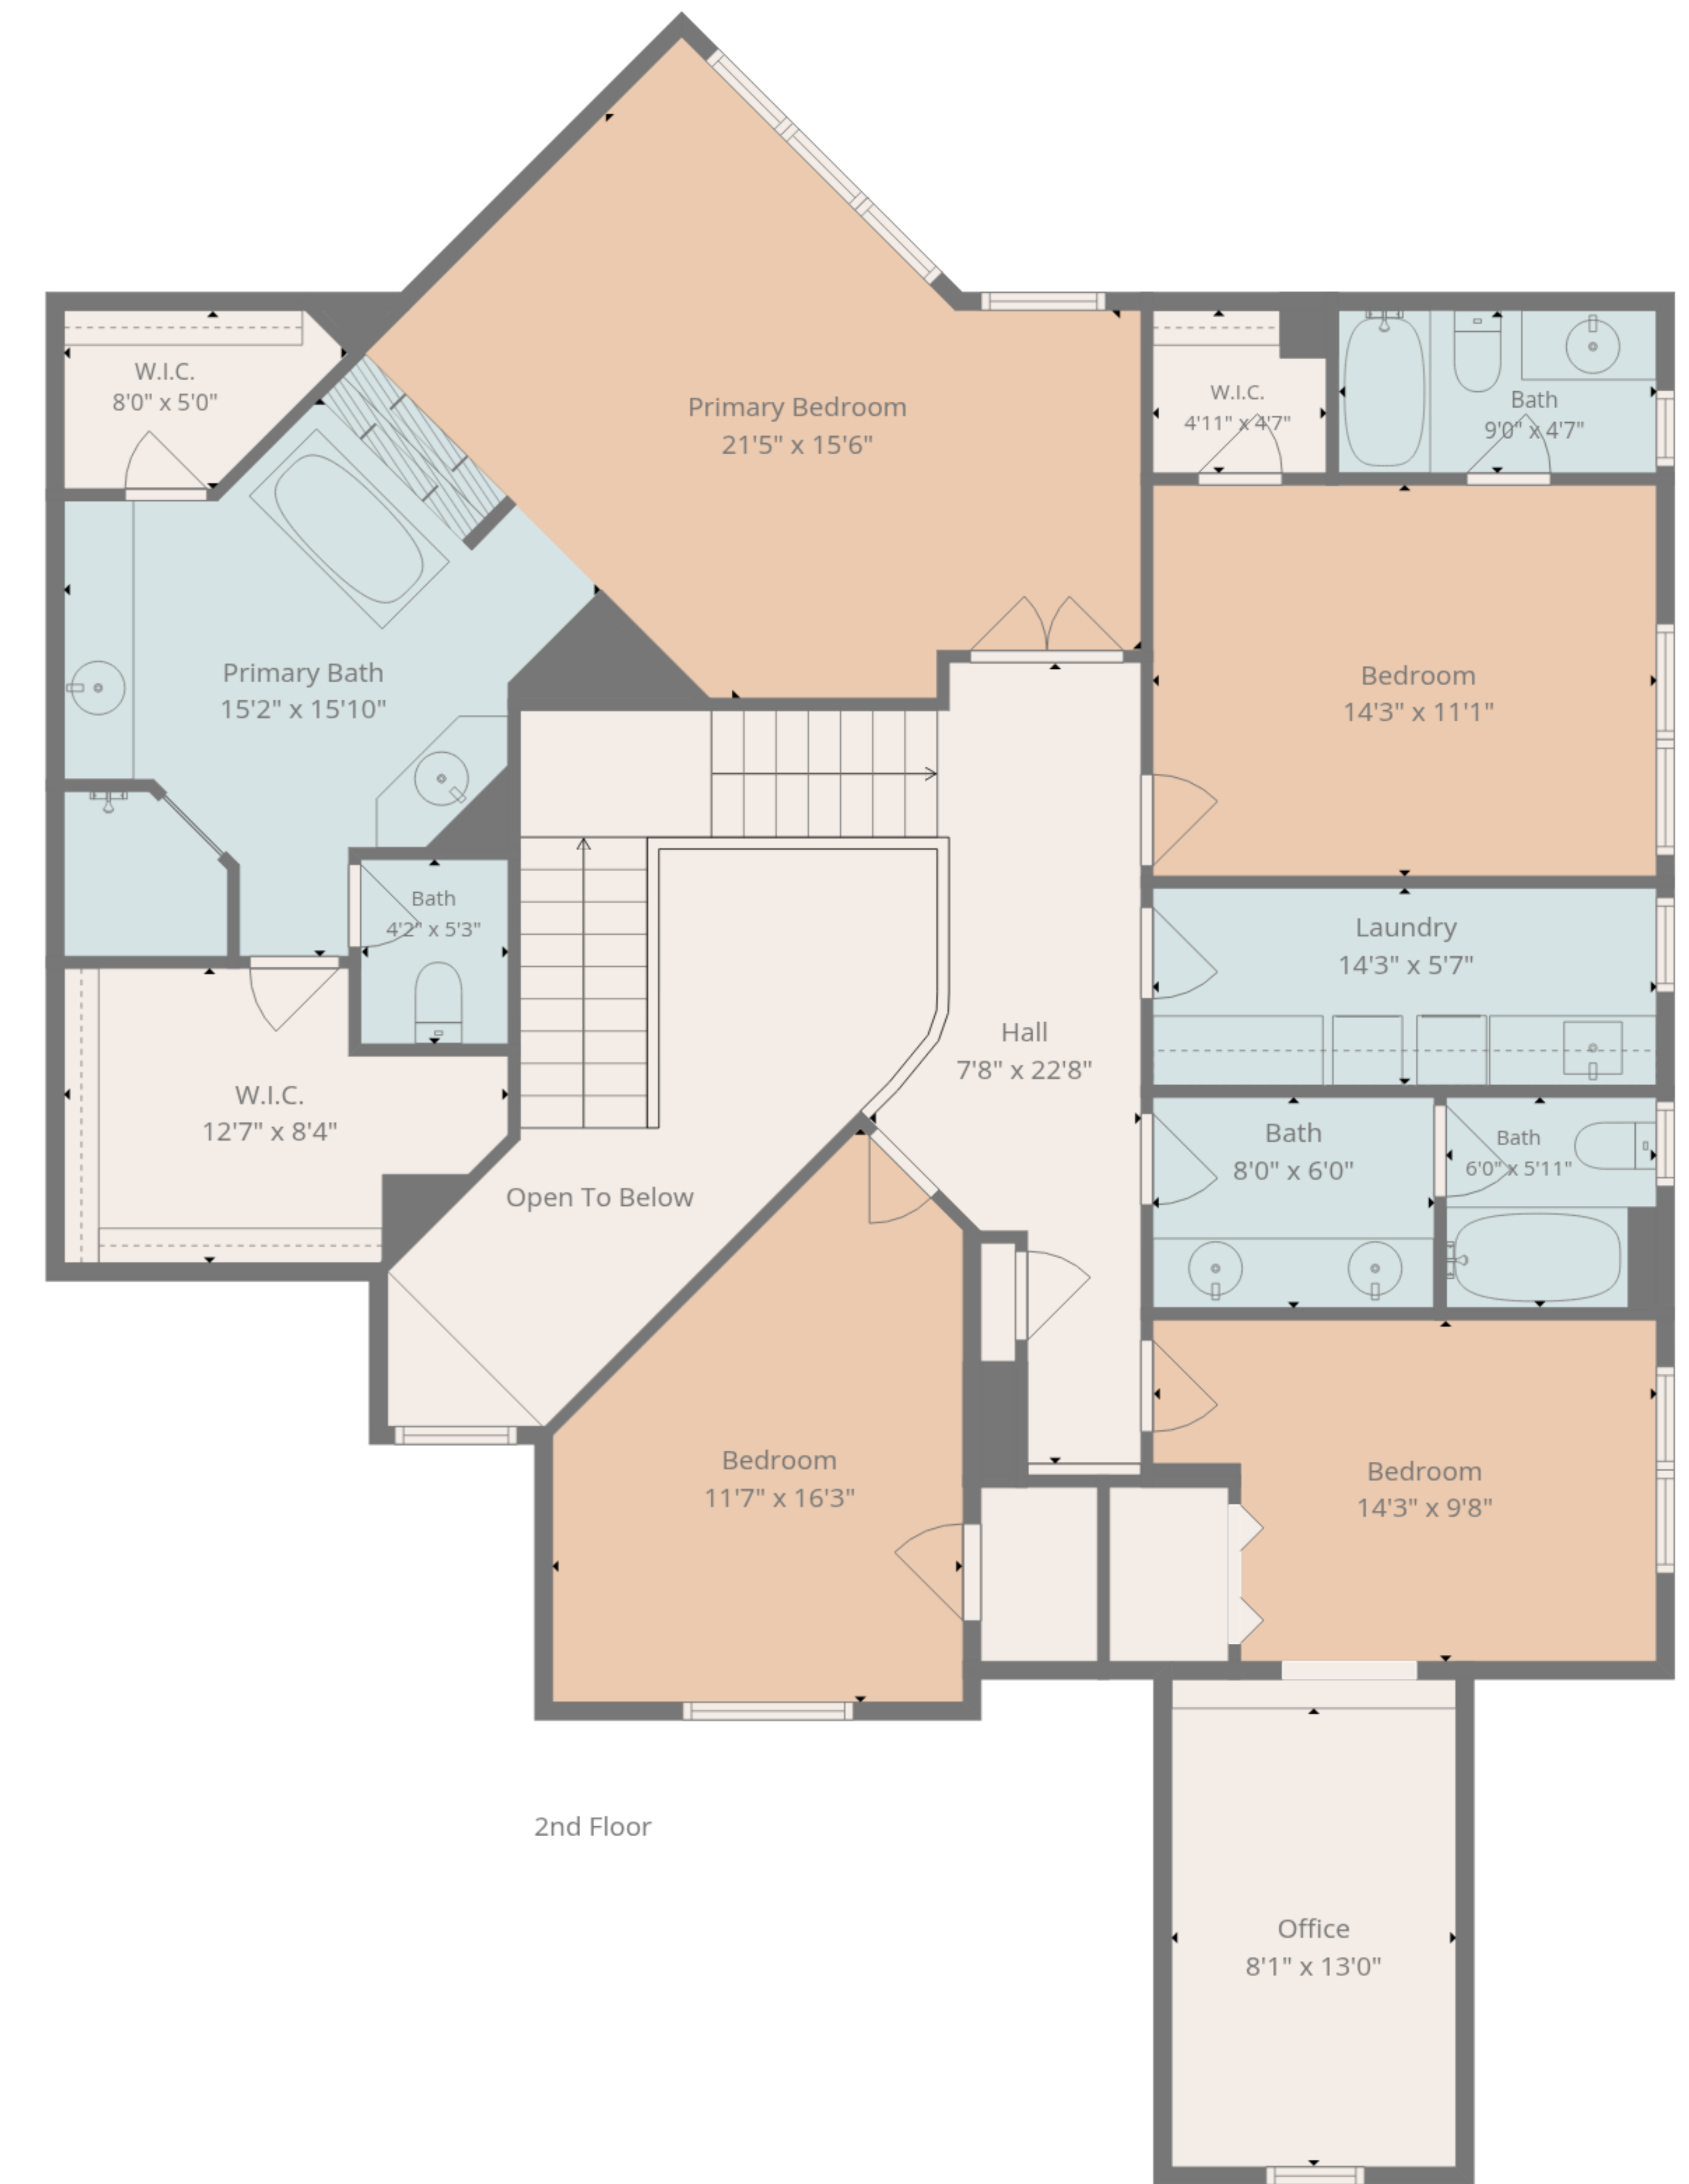 W.I.C.
8'0" x 5'0"
Primary Bedroom
21'5" x 15'6"
W.I.C.
4'11" x 4'7"
Bath
9'0" x 4'7"
Primary Bath
15'2" x 15'10"
Bedroom
14'3" x 11'1"
Bath
4'2" x 5'3"
Laundry
14'3" x 5'7"
Hall
7'8" x 22'8"
W.I.C.
12'7" x 8'4"
Bath
8'0" x 6'0"
Bath
6'0" x 5'11"
Open To Below
Bedroom
11'7" x 16'3"
Bedroom
14'3" x 9'8"
2nd Floor
Office
8'1" x 13'0"